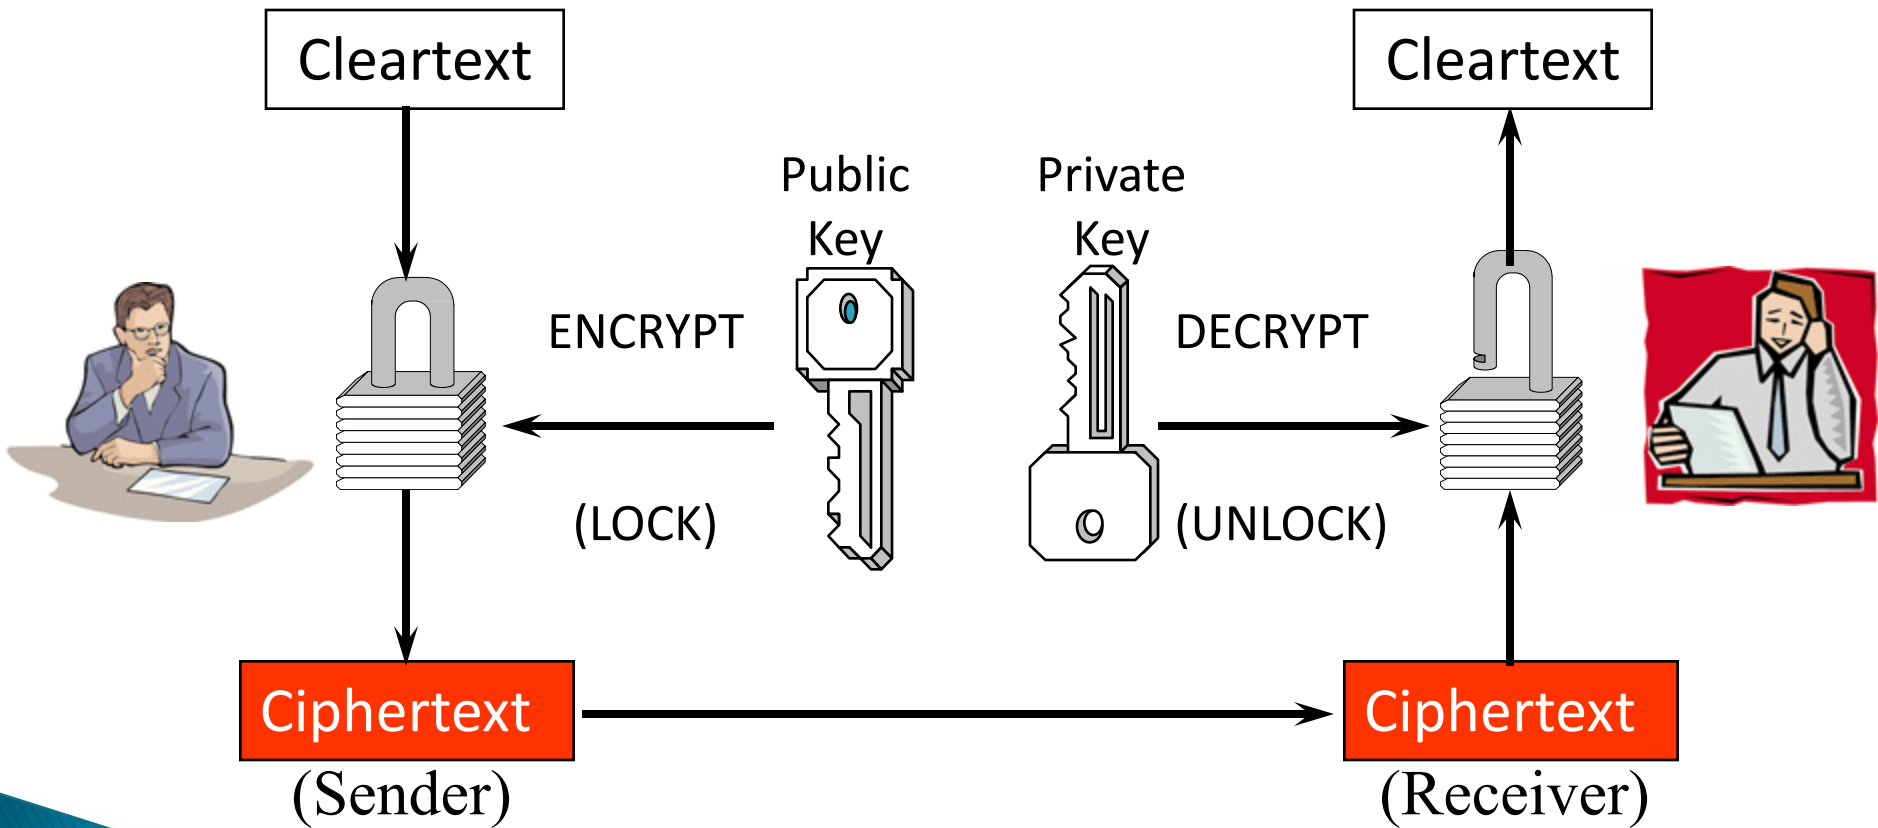 Cleartext
Cleartext
Public
Key
Private
Key
ENCRYPT
DECRYPT
(LOCK)
(UNLOCK)
Ciphertext
Ciphertext
(Sender)
(Receiver)